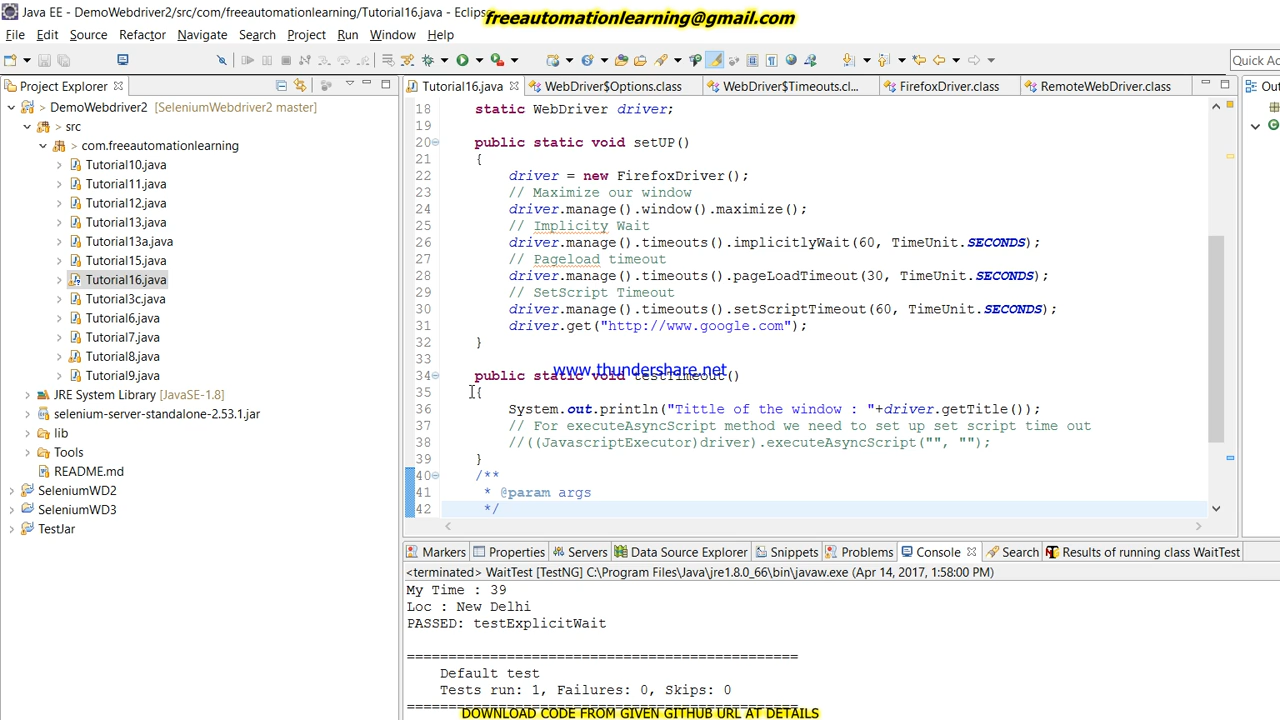 Java EE - DemoWebdriver2/src/com/freeautomationlearning/Tutorial16.java - Eclipse
freeautomationlearning@gmail.com
File Edit Source Refactor Navigate Search Project Run Window Help
Quick Ac
Project Explorer
Tutorial16.java WebDriver$Options.class WebDriver$Timeouts.cl... FirefoxDriver.class RemoteWebDriver.class Out
DemoWebdriver2 [SeleniumWebdriver2 master]
src
com.freeautomationlearning
Tutorial10.java
Tutorial11.java
Tutorial12.java
Tutorial13.java
Tutorial13a.java
Tutorial15.java
Tutorial16.java
Tutorial3c.java
Tutorial6.java
Tutorial7.java
Tutorial8.java
Tutorial9.java
JRE System Library [JavaSE-1.8]
selenium-server-standalone-2.53.1.jar
lib
Tools
README.md
SeleniumWD2
SeleniumWD3
TestJar
18 static WebDriver driver;
19
20 public static void setUP()
21 {
22 driver = new FirefoxDriver();
23 // Maximize our window
24 driver.manage().window().maximize();
25 // Implicity Wait
26 driver.manage().timeouts().implicitlyWait(60, TimeUnit.SECONDS);
27 // Pageload timeout
28 driver.manage().timeouts().pageLoadTimeout(30, TimeUnit.SECONDS);
29 // SetScript Timeout
30 driver.manage().timeouts().setScriptTimeout(60, TimeUnit.SECONDS);
31 driver.get("http://www.google.com");
32 }
33
www.thundershare.net
34 public static void testTimeout()
35 {
36 System.out.println("Tittle of the window : "+driver.getTitle());
37 // For executeAsyncScript method we need to set up set script time out
38 //((JavascriptExecutor)driver).executeAsyncScript("", "");
39 }
40 /**
41 * @param args
42 */
Markers Properties Servers Data Source Explorer Snippets Problems Console Search Results of running class WaitTest
<terminated> WaitTest [TestNG] C:\Program Files\Java\jre1.8.0_66\bin\javaw.exe (Apr 14, 2017, 1:58:00 PM)
My Time : 39
Loc : New Delhi
PASSED: testExplicitWait
===============================================
Default test
Tests run: 1, Failures: 0, Skips: 0
===============================================
DOWNLOAD CODE FROM GIVEN GITHUB URL AT DETAILS